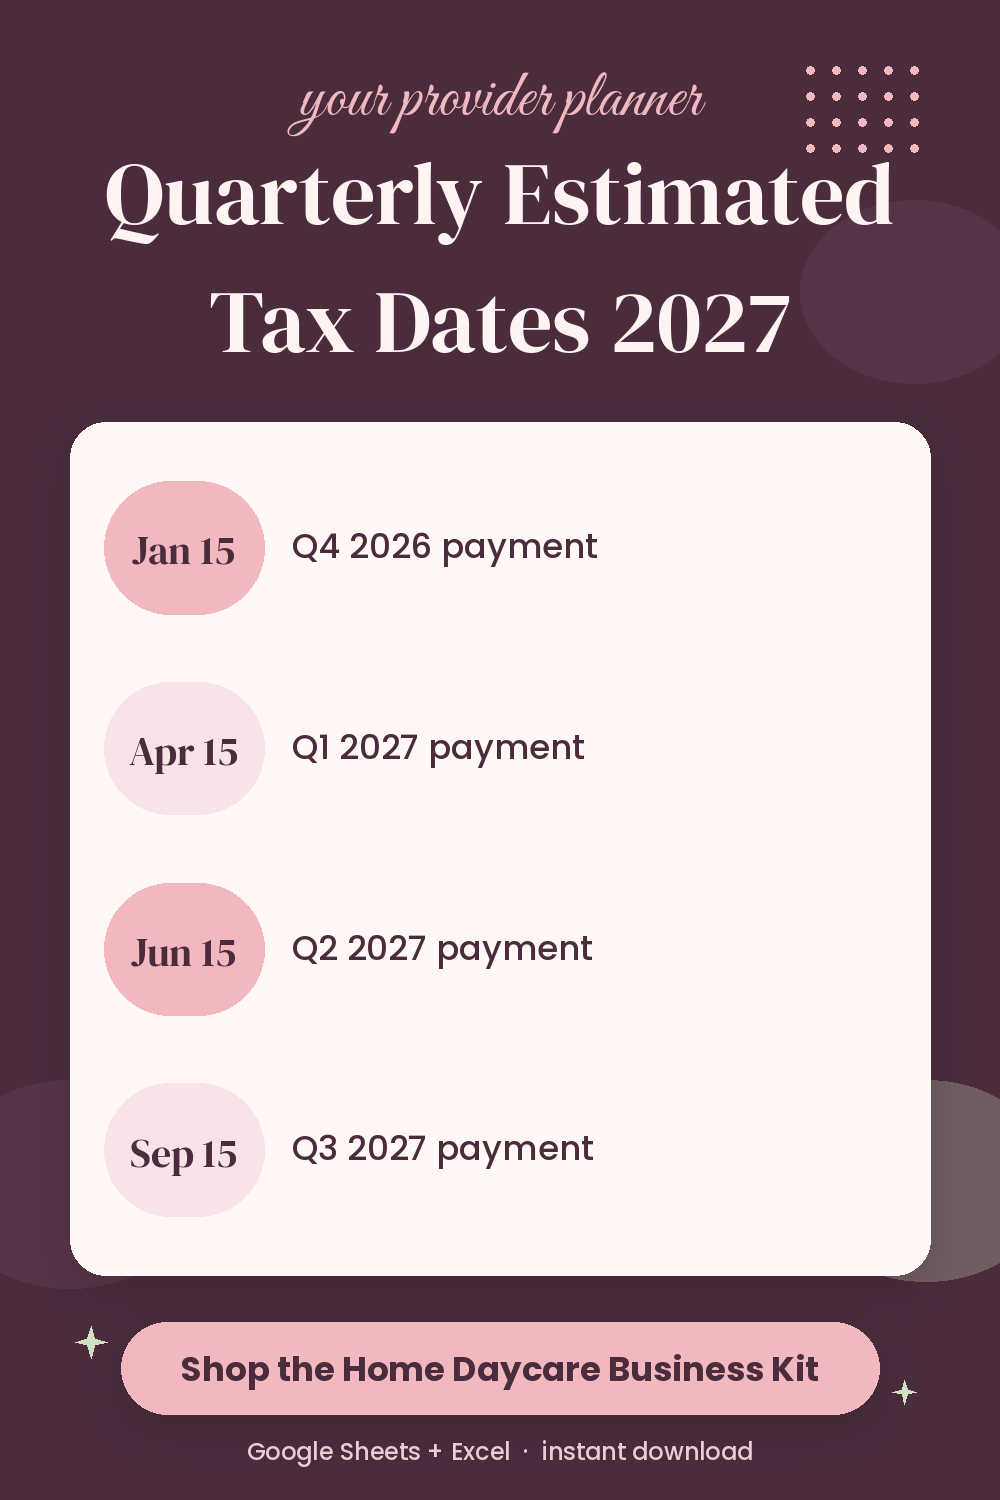 your provider planner
Quarterly Estimated
Tax Dates 2027
Jan 15 Q4 2026 payment
Apr 15 Q1 2027 payment
Jun 15 Q2 2027 payment
Sep 15 Q3 2027 payment
Shop the Home Daycare Business Kit
Google Sheets + Excel · instant download